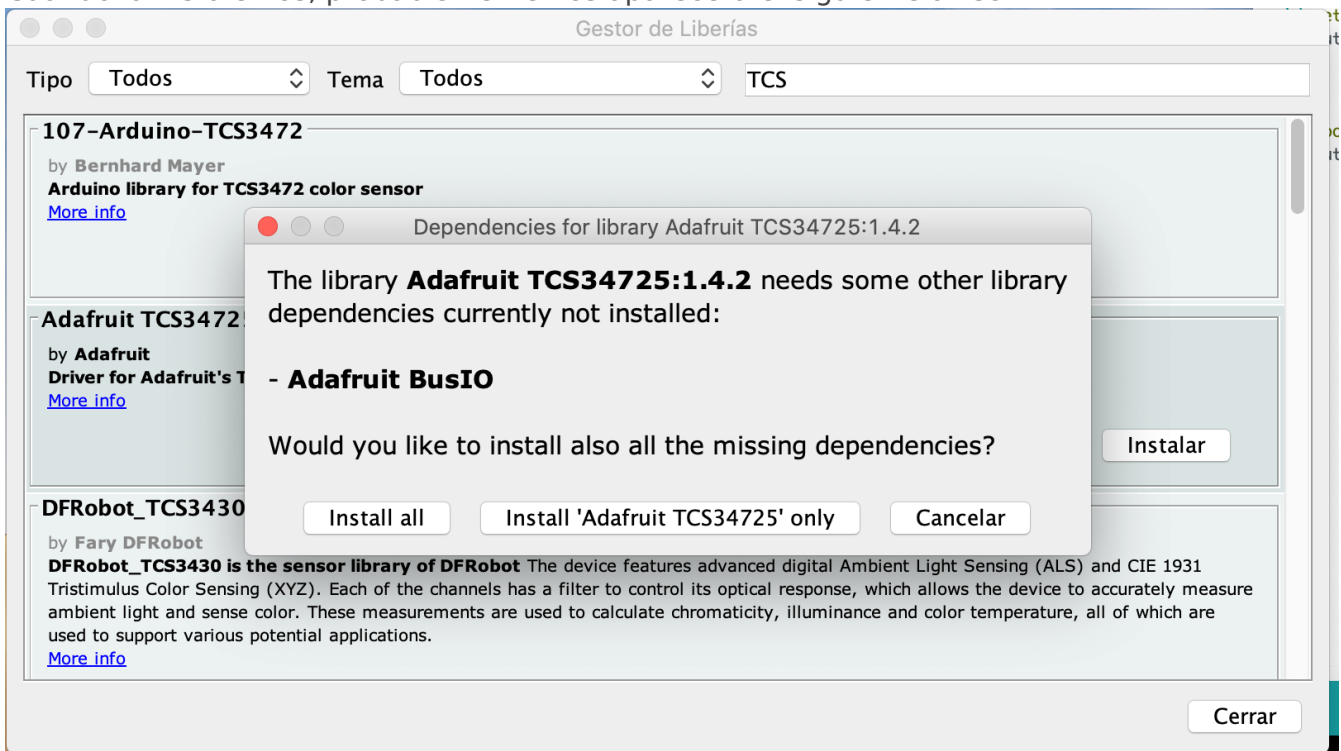 Gestor de Liberías
Tipo Todos Tema Todos TCS
107-Arduino-TCS3472
by Bernhard Mayer
Arduino library for TCS3472 color sensor
More info
Dependencies for library Adafruit TCS34725:1.4.2
The library Adafruit TCS34725:1.4.2 needs some other library
dependencies currently not installed:
- Adafruit BusIO
Would you like to install also all the missing dependencies?
Install all Install 'Adafruit TCS34725' only Cancelar
Adafruit TCS3472
by Adafruit
Driver for Adafruit's
More info
Instalar
DFRobot_TCS3430
by Fary DFRobot
DFRobot_TCS3430 is the sensor library of DFRobot The device features advanced digital Ambient Light Sensing (ALS) and CIE 1931
Tristimulus Color Sensing (XYZ). Each of the channels has a filter to control its optical response, which allows the device to accurately measure
ambient light and sense color. These measurements are used to calculate chromaticity, illuminance and color temperature, all of which are
used to support various potential applications.
More info
Cerrar